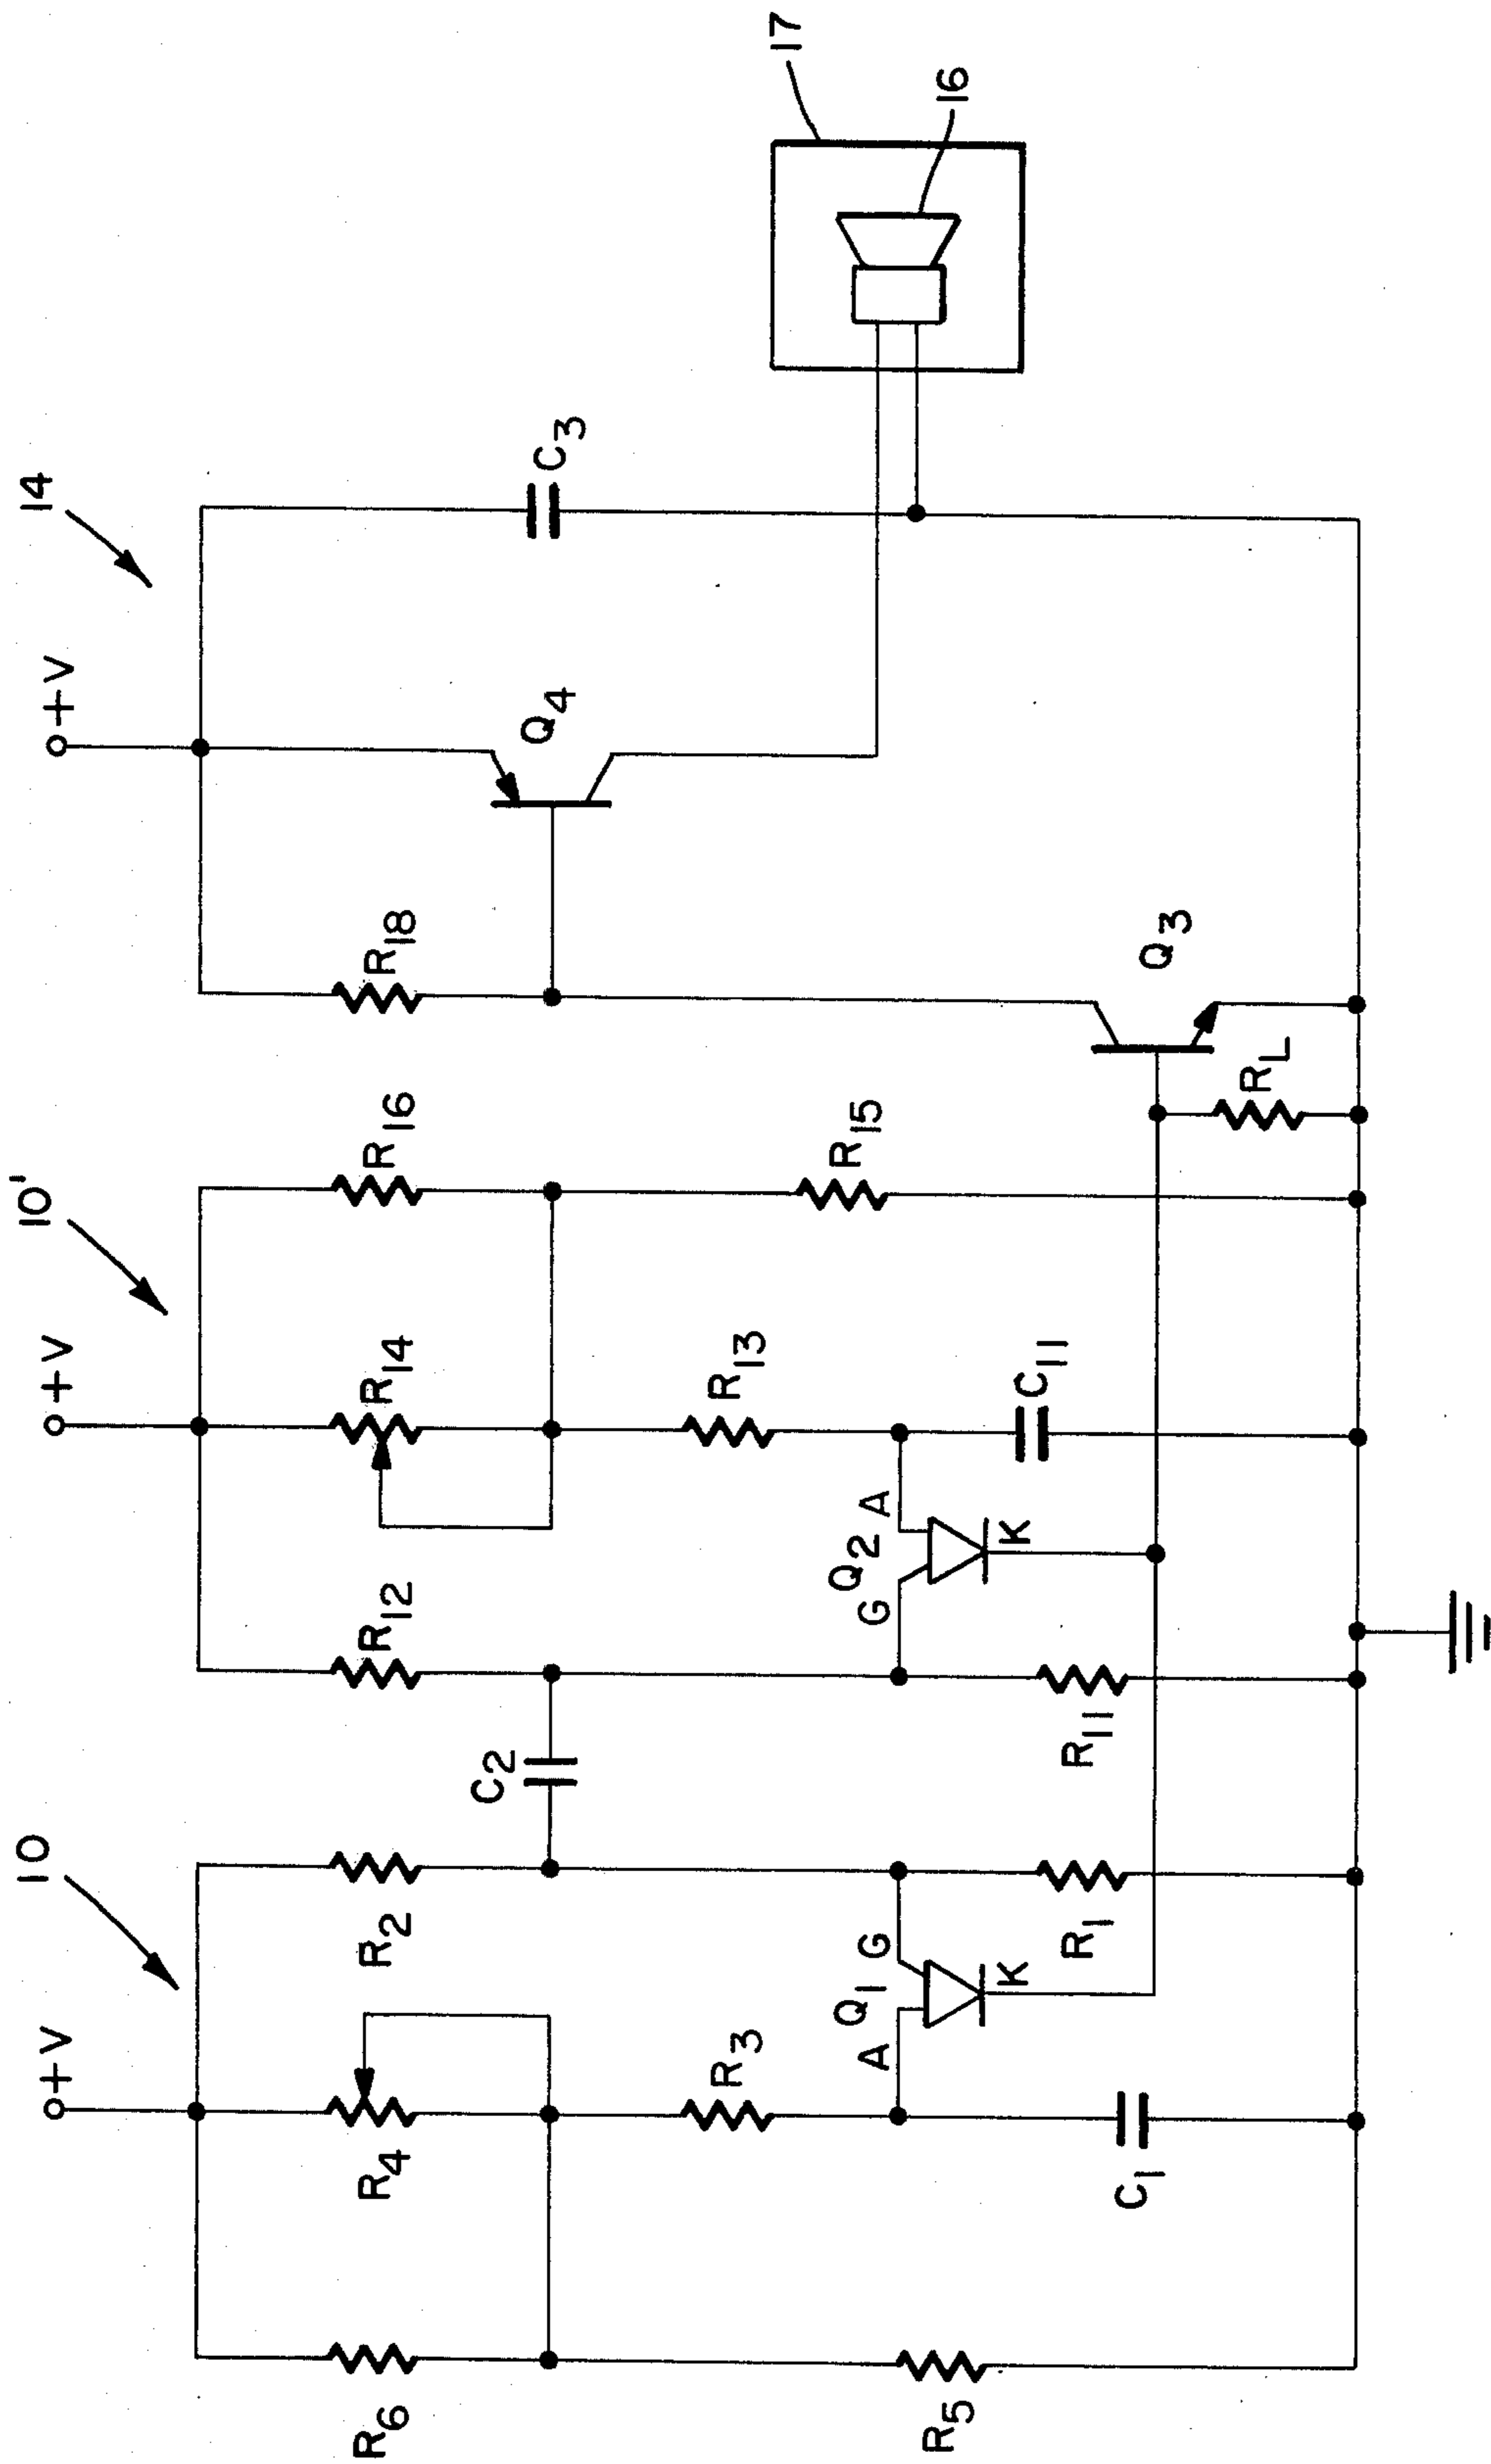 10
10'
14
+V
+V
+V
R6
R4
R2
R12
R14
R16
R18
C2
Q4
C3
R3
R13
17
Q1
Q2
R15
A
G
G
A
R5
16
K
K
C11
R1
R11
C1
Q3
RL